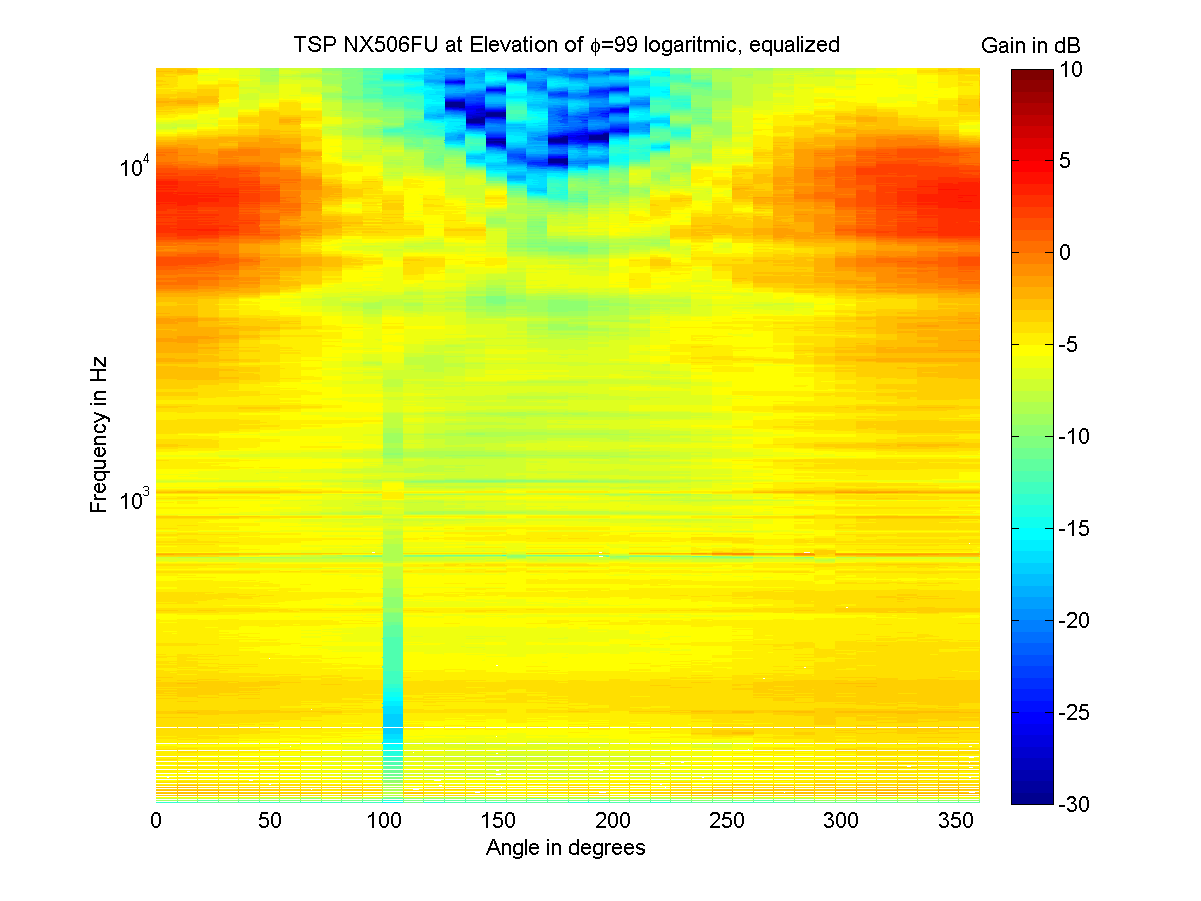 TSP NX506FU at Elevation of ϕ=99 logaritmic, equalized
Gain in dB
10
5
0
-5
-10
-15
-20
-25
-30
Frequency in Hz
10⁴
10³
0 50 100 150 200 250 300 350
Angle in degrees